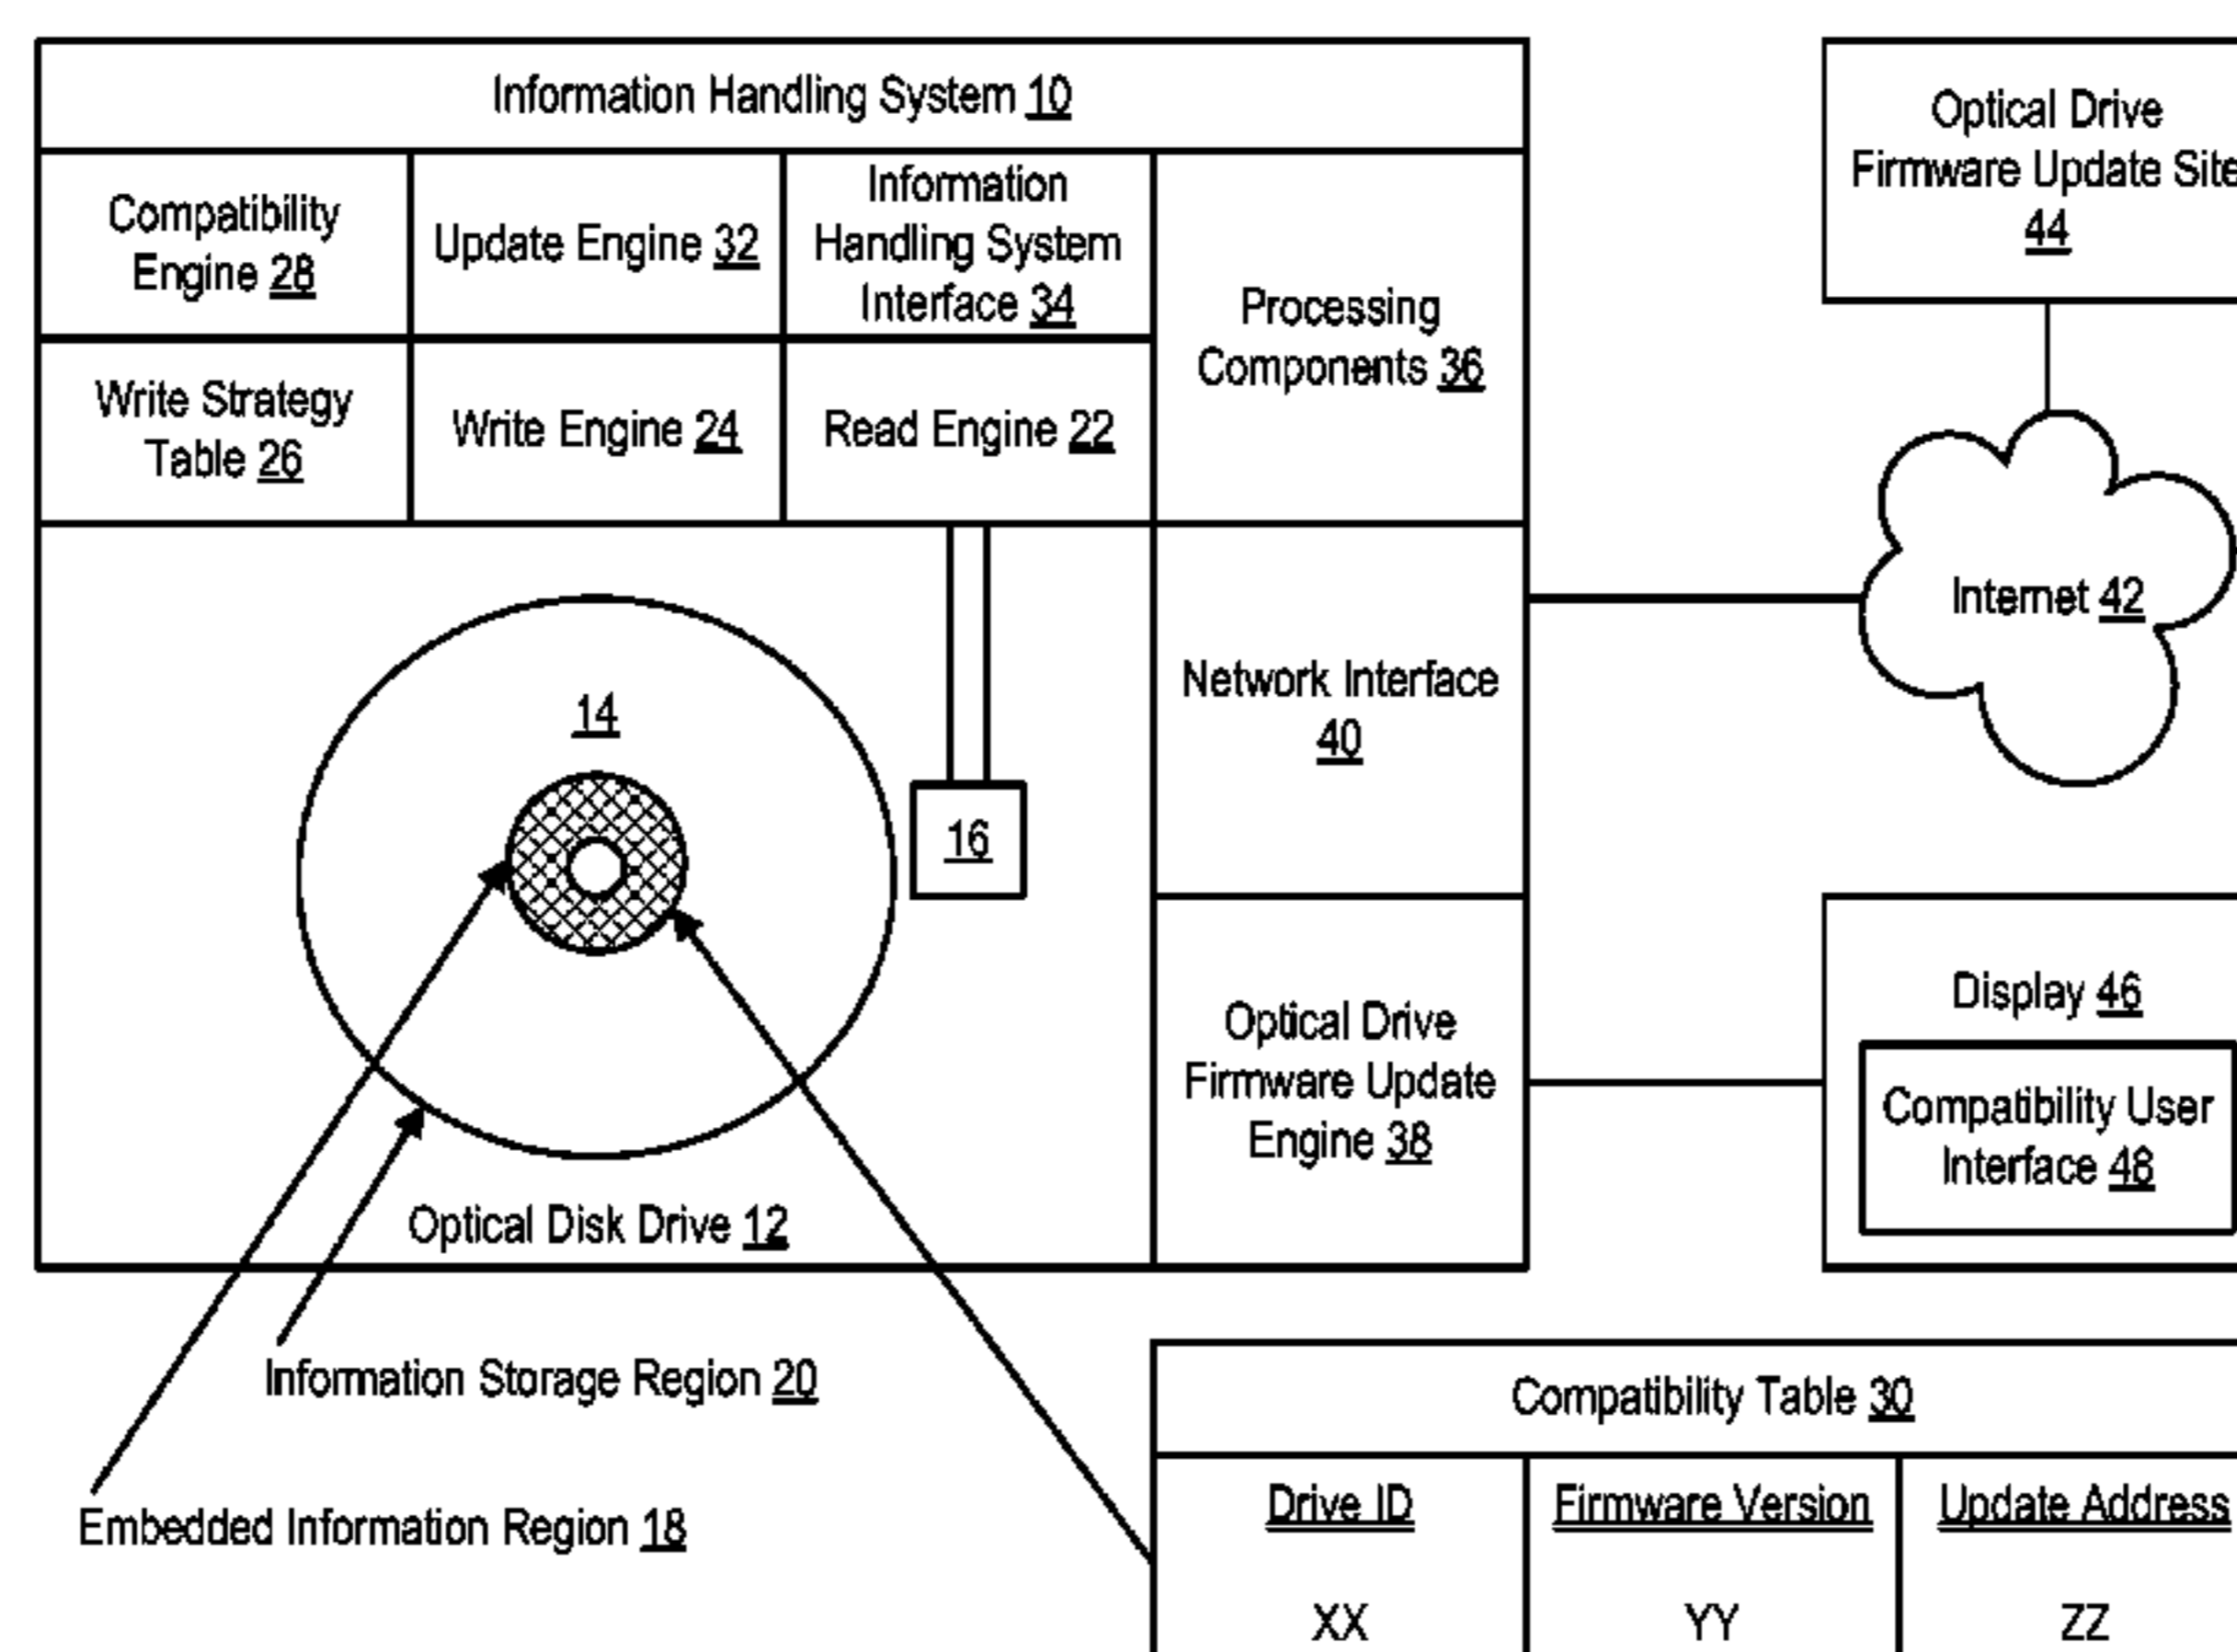 Information Handling System 10
Compatibility
Engine 28
Update Engine 32
Information
Handling System
Interface 34
Processing
Components 36
Write Strategy
Table 26
Write Engine 24
Read Engine 22
Optical Drive
Firmware Update Site
44
Internet 42
14
16
Network Interface
40
Optical Drive
Firmware Update
Engine 38
Display 46
Compatibility User
Interface 48
Optical Disk Drive 12
Information Storage Region 20
Embedded Information Region 18
Compatibility Table 30
Drive ID
Firmware Version
Update Address
XX
YY
ZZ